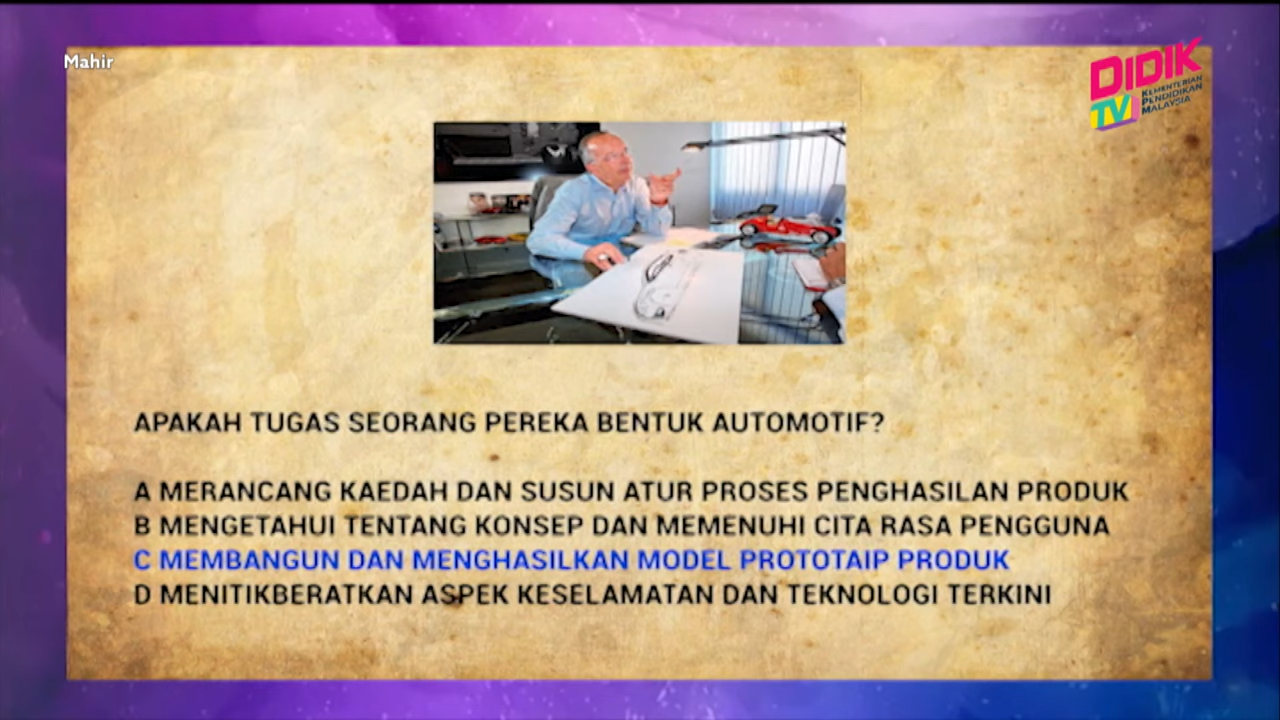 Mahir
DIDIK
TV
KEMENTERIAN
PENDIDIKAN
MALAYSIA
APAKAH TUGAS SEORANG PEREKA BENTUK AUTOMOTIF?
A MERANCANG KAEDAH DAN SUSUN ATUR PROSES PENGHASILAN PRODUK
B MENGETAHUI TENTANG KONSEP DAN MEMENUHI CITA RASA PENGGUNA
C MEMBANGUN DAN MENGHASILKAN MODEL PROTOTAIP PRODUK
D MENITIKBERATKAN ASPEK KESELAMATAN DAN TEKNOLOGI TERKINI